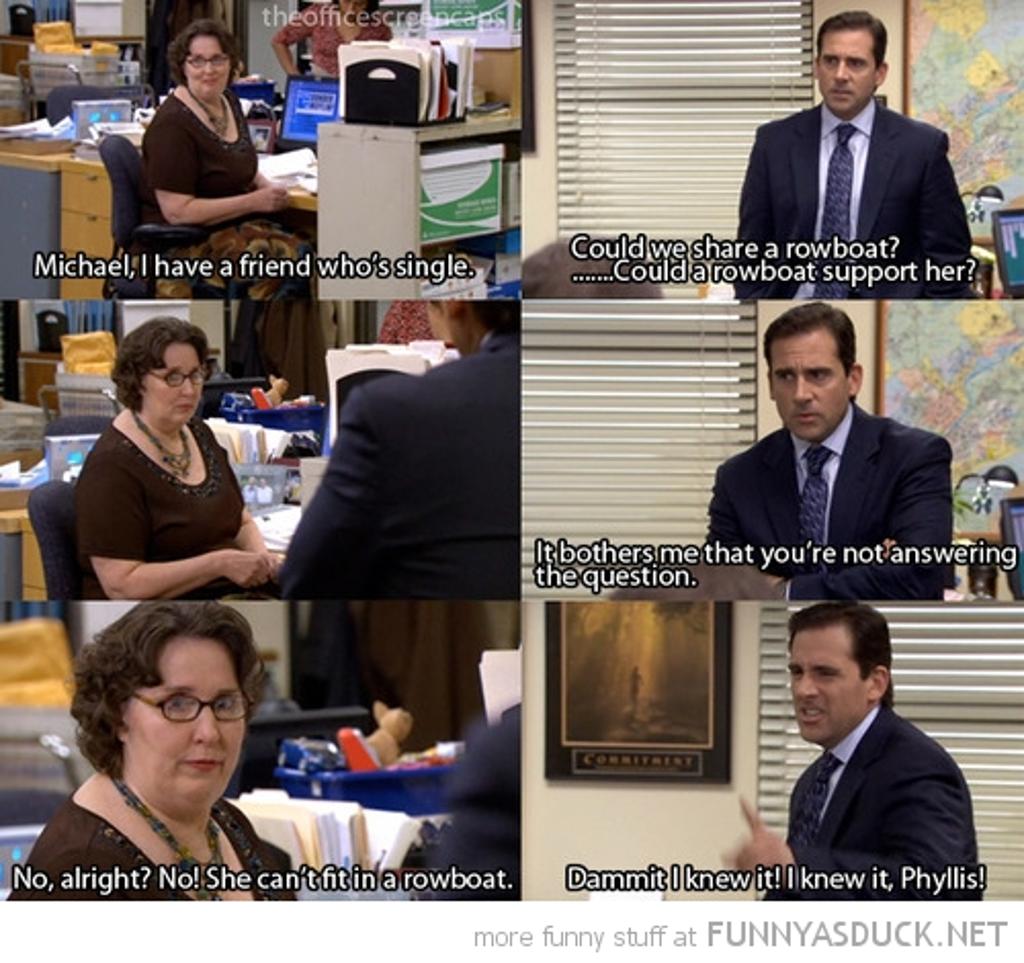 theofficescreencaps
Michael, I have a friend who's single.
Could we share a rowboat?
.......Could a rowboat support her?
It bothers me that you're not answering
the question.
No, alright? No! She can't fit in a rowboat.
COMMITMENT
Dammit I knew it! I knew it, Phyllis!
more funny stuff at FUNNYASDUCK.NET